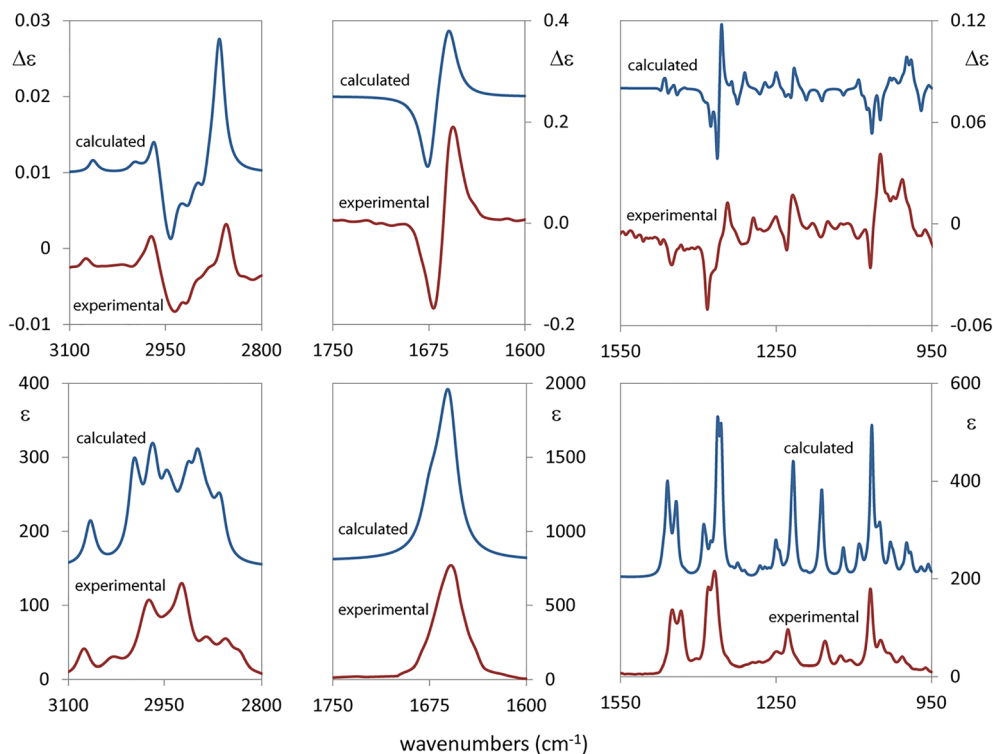 0.03
Δε
0.02
calculated
0.01
0
experimental
-0.01
3100 2950 2800
0.4
Δε
calculated
0.2
experimental
0.0
-0.2
1750 1675 1600
0.12
calculated
Δε
0.06
experimental
0
-0.06
1550 1250 950
400
ε
calculated
300
200
experimental
100
0
3100 2950 2800
2000
ε
1500
calculated
1000
experimental
500
0
1750 1675 1600
600
ε
calculated
400
200
experimental
0
1550 1250 950
wavenumbers (cm⁻¹)